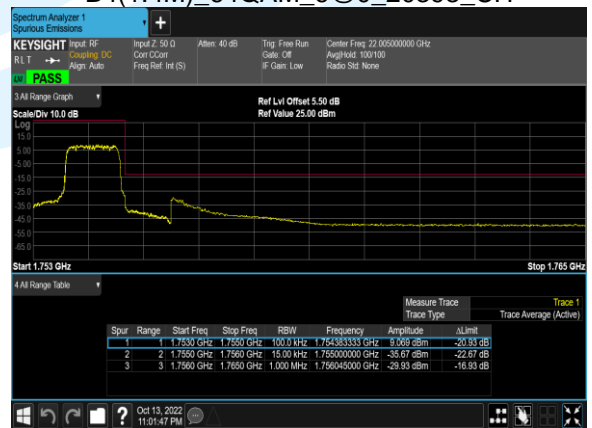 Spectrum Analyzer 1
Spurious Emissions
+
KEYSIGHT Input: RF Input Z: 50 Ω Atten: 40 dB Trig: Free Run Center Freq: 22.005000000 GHz
R L T Coupling: DC Corr CCorr Gate: Off Avg|Hold: 100/100
Align: Auto Freq Ref: Int (S) IF Gain: Low Radio Std: None
PASS
3 All Range Graph
Ref Lvl Offset 5.50 dB
Scale/Div 10.0 dB Ref Value 25.00 dBm
Log
15.0
5.00
-5.00
-15.0
-25.0
-35.0
-45.0
-55.0
-65.0
Start 1.753 GHz Stop 1.765 GHz
4 All Range Table
Measure Trace Trace 1
Trace Type Trace Average (Active)
Spur Range Start Freq Stop Freq RBW Frequency Amplitude ΔLimit
1 1 1.7530 GHz 1.7550 GHz 100.0 kHz 1.754383333 GHz 9.069 dBm -20.93 dB
2 2 1.7550 GHz 1.7560 GHz 15.00 kHz 1.755000000 GHz -35.67 dBm -22.67 dB
3 3 1.7560 GHz 1.7650 GHz 1.000 MHz 1.756045000 GHz -29.93 dBm -16.93 dB
?
Oct 13, 2022
11:01:47 PM